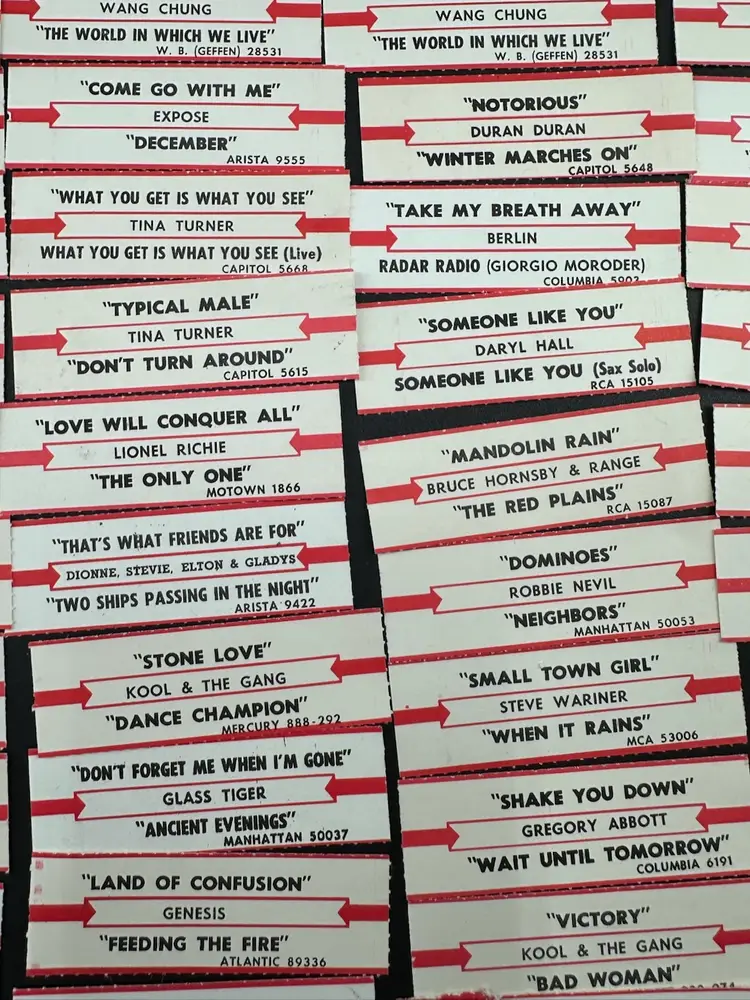 WANG CHUNG
"THE WORLD IN WHICH WE LIVE"
W. B. (GEFFEN) 28531
"COME GO WITH ME"
EXPOSE
"DECEMBER"
ARISTA 9555
"WHAT YOU GET IS WHAT YOU SEE"
TINA TURNER
WHAT YOU GET IS WHAT YOU SEE (Live)
CAPITOL 5668
"TYPICAL MALE"
TINA TURNER
"DON'T TURN AROUND"
CAPITOL 5615
"LOVE WILL CONQUER ALL"
LIONEL RICHIE
"THE ONLY ONE"
MOTOWN 1866
"THAT'S WHAT FRIENDS ARE FOR"
DIONNE, STEVIE, ELTON & GLADYS
"TWO SHIPS PASSING IN THE NIGHT"
ARISTA 9422
"STONE LOVE"
KOOL & THE GANG
"DANCE CHAMPION"
MERCURY 888-292
"DON'T FORGET ME WHEN I'M GONE"
GLASS TIGER
"ANCIENT EVENINGS"
MANHATTAN 50037
"LAND OF CONFUSION"
GENESIS
"FEEDING THE FIRE"
ATLANTIC 89336
WANG CHUNG
"THE WORLD IN WHICH WE LIVE"
W. B. (GEFFEN) 28531
"NOTORIOUS"
DURAN DURAN
"WINTER MARCHES ON"
CAPITOL 5648
"TAKE MY BREATH AWAY"
BERLIN
RADAR RADIO (GIORGIO MORODER)
COLUMBIA 5903
"SOMEONE LIKE YOU"
DARYL HALL
SOMEONE LIKE YOU (Sax Solo)
RCA 15105
"MANDOLIN RAIN"
BRUCE HORNSBY & RANGE
"THE RED PLAINS"
RCA 15087
"DOMINOES"
ROBBIE NEVIL
"NEIGHBORS"
MANHATTAN 50053
"SMALL TOWN GIRL"
STEVE WARINER
"WHEN IT RAINS"
MCA 53006
"SHAKE YOU DOWN"
GREGORY ABBOTT
"WAIT UNTIL TOMORROW"
COLUMBIA 6191
"VICTORY"
KOOL & THE GANG
"BAD WOMAN"